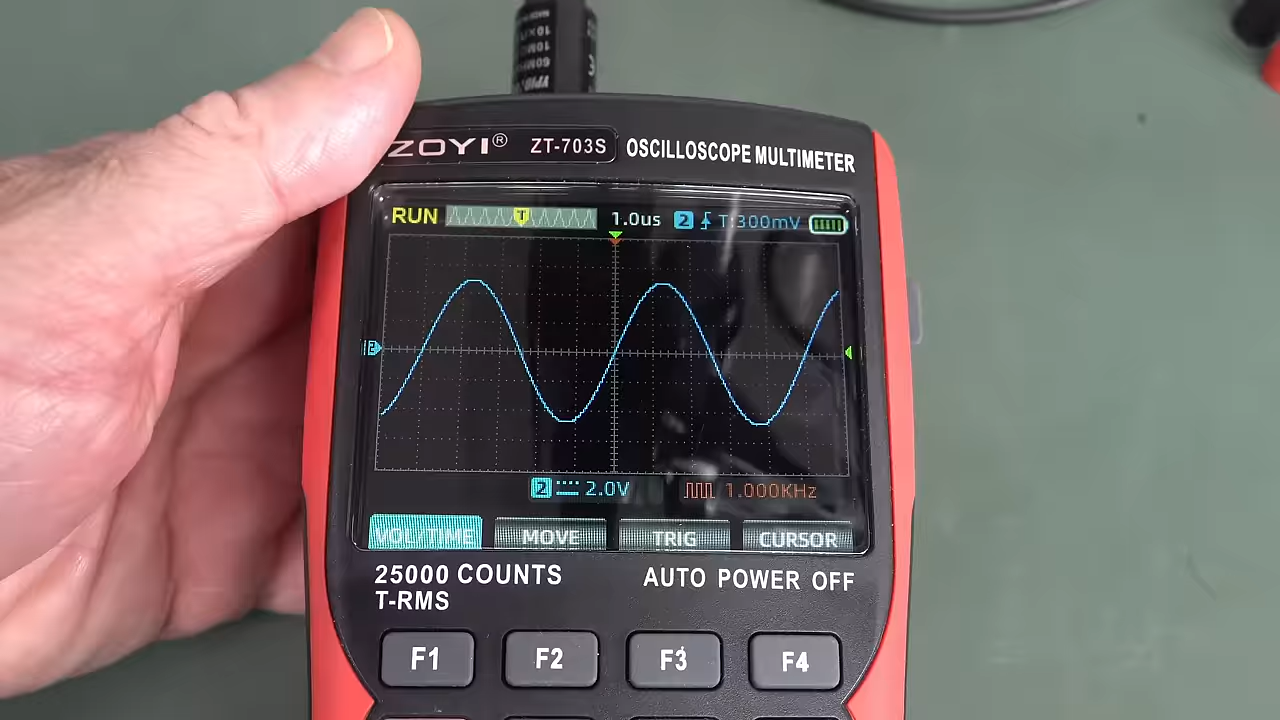 ZOYI® ZT-703S OSCILLOSCOPE MULTIMETER
RUN T 1.0us 2 T:300mV
2
2 2.0V 1.000KHz
VOL/TIME MOVE TRIG CURSOR
25000 COUNTS AUTO POWER OFF
T-RMS
F1 F2 F3 F4